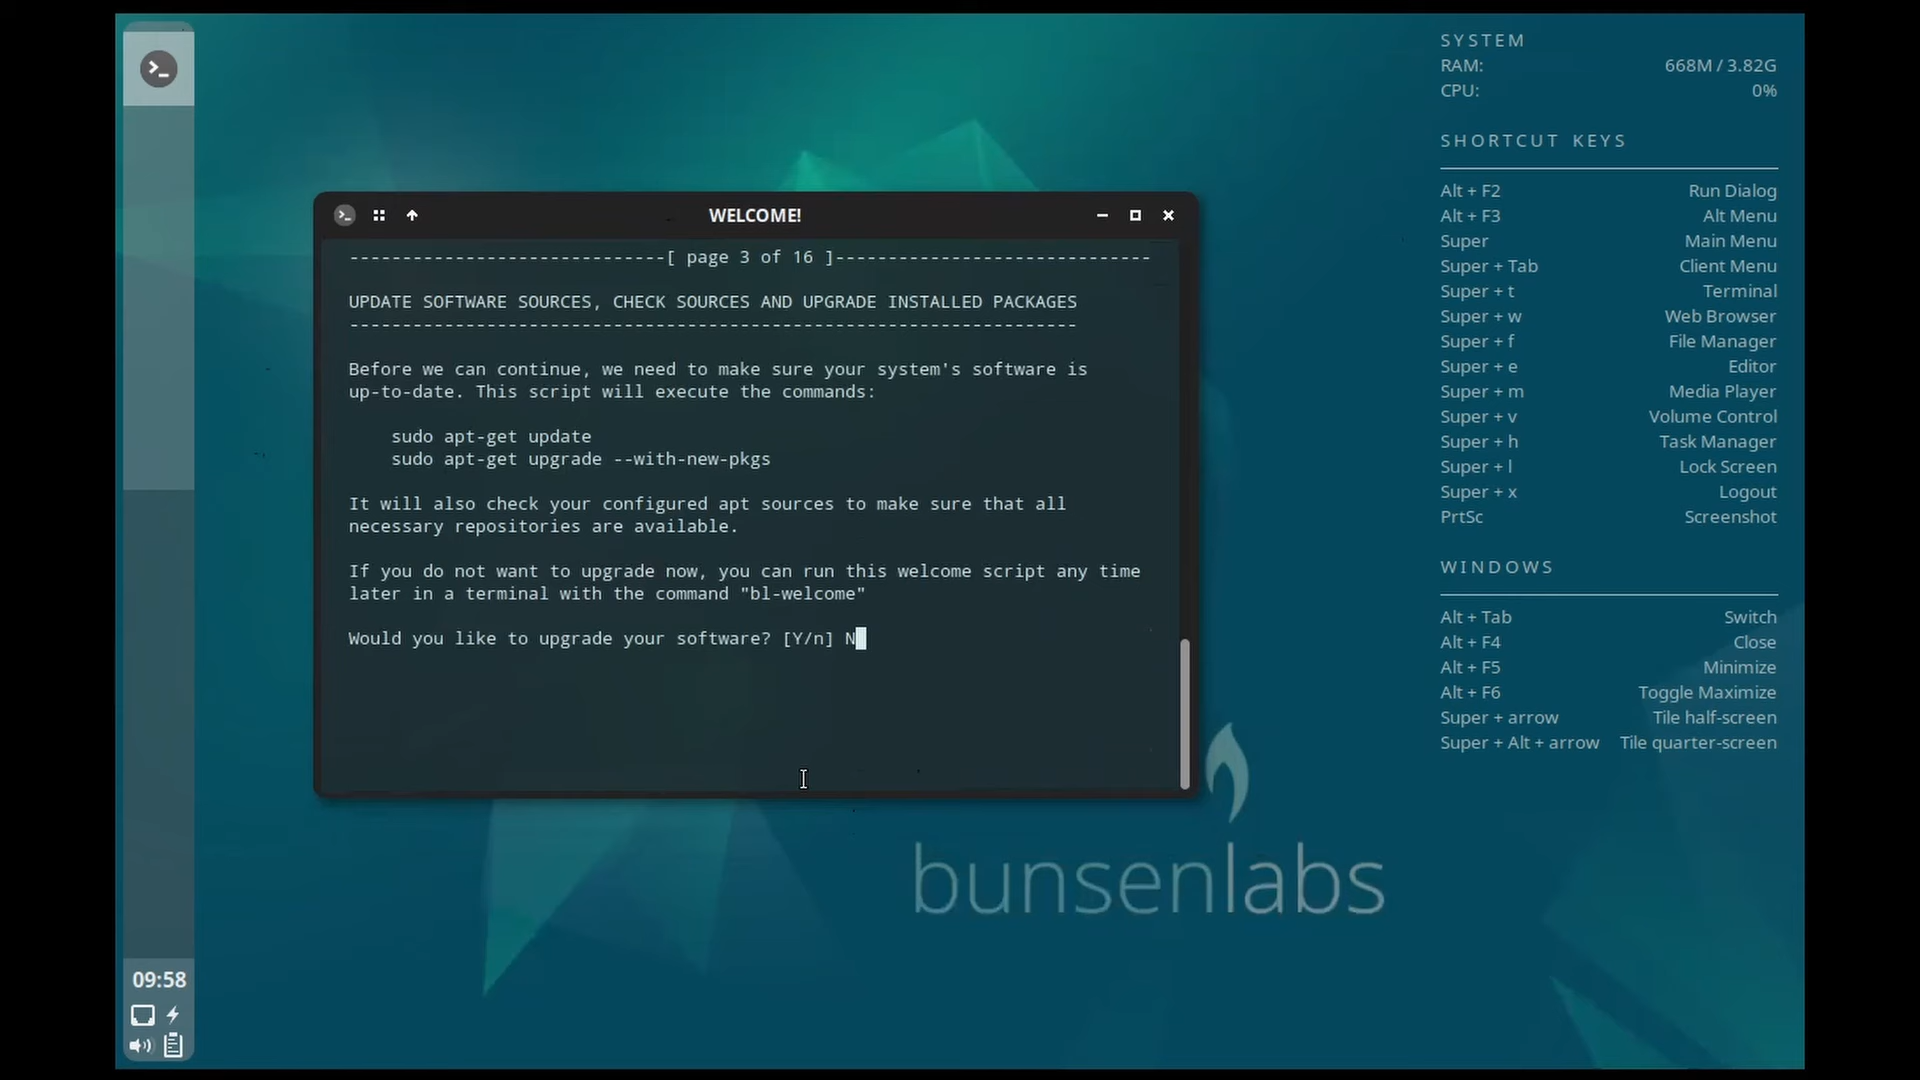 WELCOME!
------------------------------[ page 3 of 16 ]------------------------------
UPDATE SOFTWARE SOURCES, CHECK SOURCES AND UPGRADE INSTALLED PACKAGES
---------------------------------------------------------------------
Before we can continue, we need to make sure your system's software is
up-to-date. This script will execute the commands:
sudo apt-get update
sudo apt-get upgrade --with-new-pkgs
It will also check your configured apt sources to make sure that all
necessary repositories are available.
If you do not want to upgrade now, you can run this welcome script any time
later in a terminal with the command "bl-welcome"
Would you like to upgrade your software? [Y/n] N
SYSTEM
RAM: 668M / 3.82G
CPU: 0%
SHORTCUT KEYS
Alt + F2 Run Dialog
Alt + F3 Alt Menu
Super Main Menu
Super + Tab Client Menu
Super + t Terminal
Super + w Web Browser
Super + f File Manager
Super + e Editor
Super + m Media Player
Super + v Volume Control
Super + h Task Manager
Super + l Lock Screen
Super + x Logout
PrtSc Screenshot
WINDOWS
Alt + Tab Switch
Alt + F4 Close
Alt + F5 Minimize
Alt + F6 Toggle Maximize
Super + arrow Tile half-screen
Super + Alt + arrow Tile quarter-screen
bunsenlabs
09:58